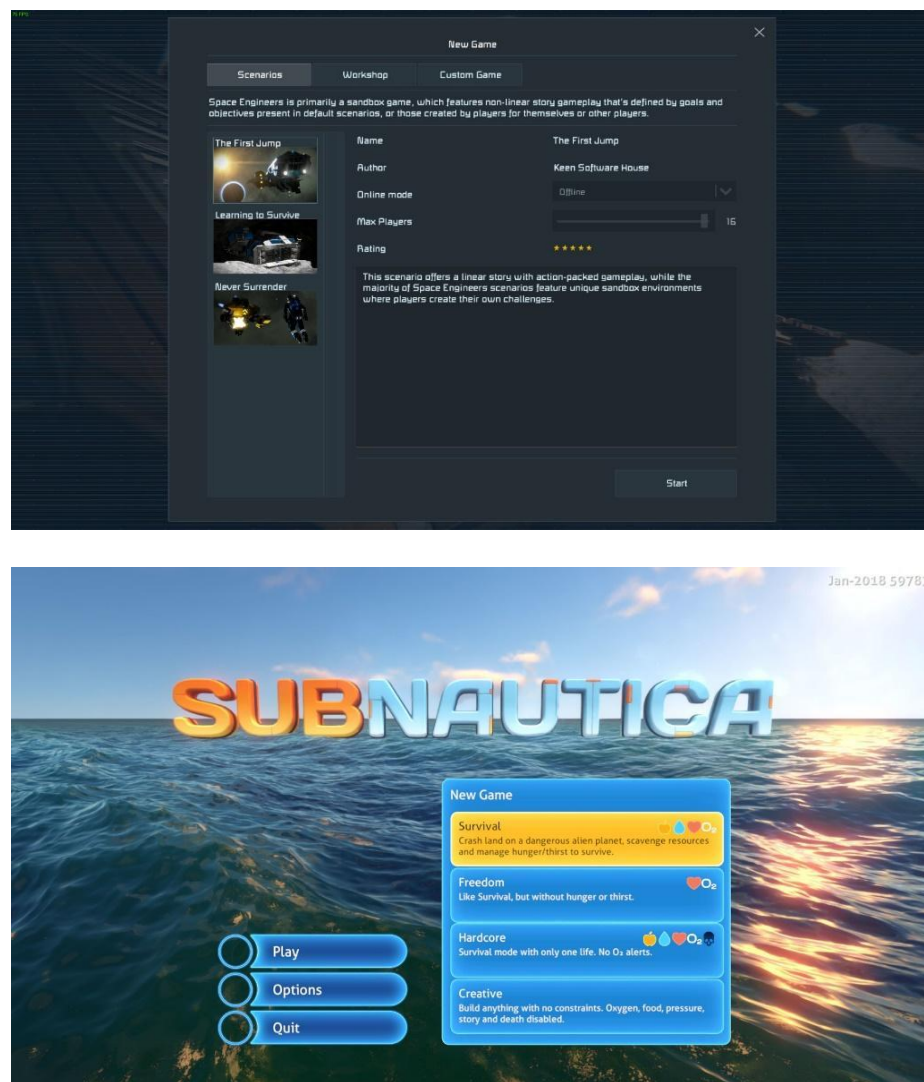 New Game
Scenarios
Workshop
Custom Game
Space Engineers is primarily a sandbox game, which features non-linear story gameplay that's defined by goals and
objectives present in default scenarios, or those created by players for themselves or other players.
The First Jump
Learning to Survive
Never Surrender
Name
The First Jump
Author
Keen Software House
Online mode
Offline
Max Players
16
Rating
This scenario offers a linear story with action-packed gameplay, while the
majority of Space Engineers scenarios feature unique sandbox environments
where players create their own challenges.
Start
Jan-2018 5978
SUBNAUTICA
New Game
Survival
Crash land on a dangerous alien planet, scavenge resources
and manage hunger/thirst to survive.
O₂
Freedom
Like Survival, but without hunger or thirst.
O₂
Hardcore
Survival mode with only one life. No O₂ alerts.
O₂
Creative
Build anything with no constraints. Oxygen, food, pressure,
story and death disabled.
Play
Options
Quit